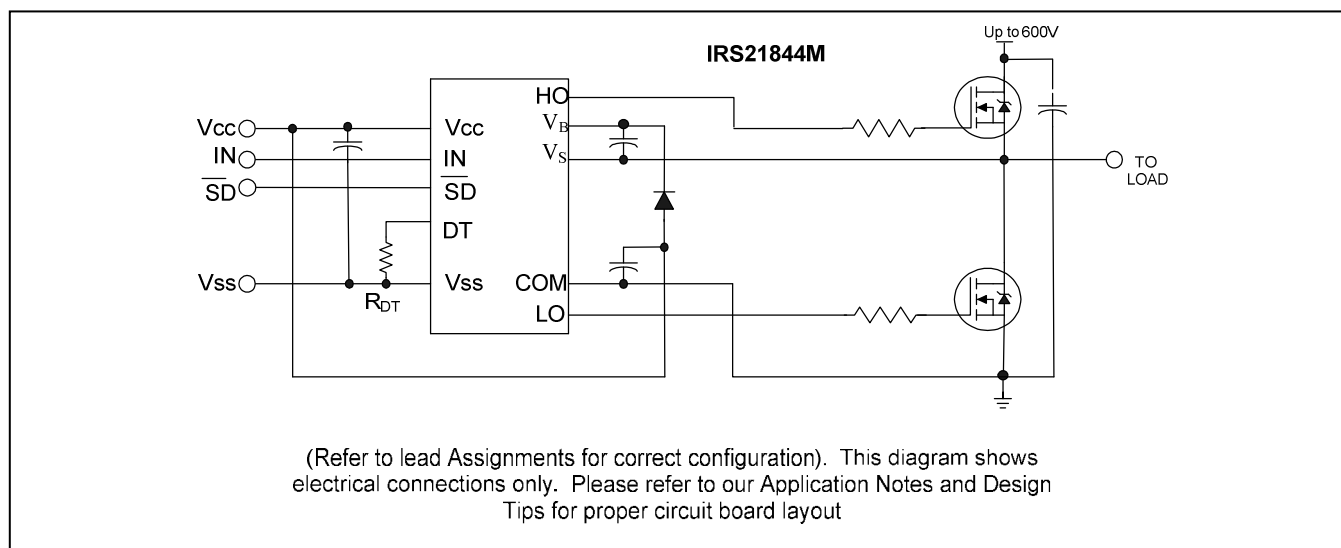 Up to 600V
IRS21844M
HO
Vcc
Vcc
VB
IN
IN
VS
TO
LOAD
SD
SD
DT
Vss
Vss
COM
RDT
LO
(Refer to lead Assignments for correct configuration). This diagram shows
electrical connections only. Please refer to our Application Notes and Design
Tips for proper circuit board layout